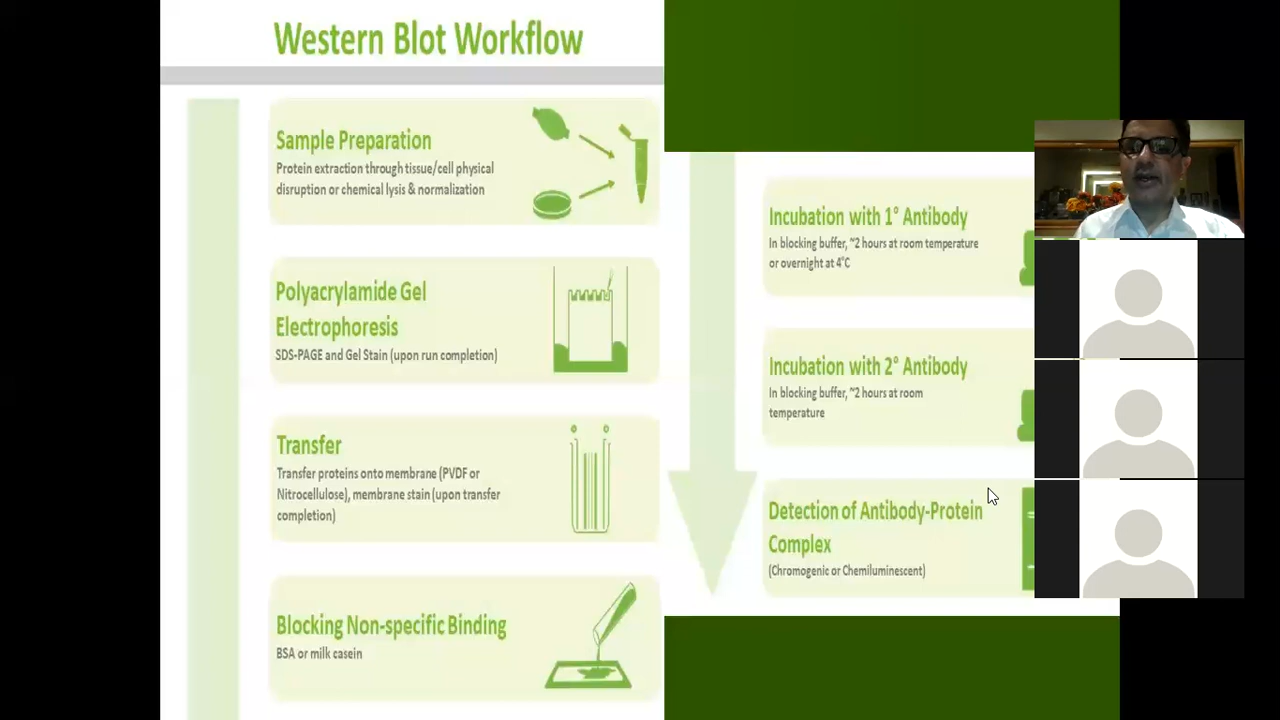 Western Blot Workflow
Sample Preparation
Protein extraction through tissue/cell physical
disruption or chemical lysis & normalization
Polyacrylamide Gel
Electrophoresis
SDS-PAGE and Gel Stain (upon run completion)
Transfer
Transfer proteins onto membrane (PVDF or
Nitrocellulose), membrane stain (upon transfer
completion)
Blocking Non-specific Binding
BSA or milk casein
Incubation with 1° Antibody
In blocking buffer, ~2 hours at room temperature
or overnight at 4°C
Incubation with 2° Antibody
In blocking buffer, ~2 hours at room
temperature
Detection of Antibody-Protein
Complex
(Chromogenic or Chemiluminescent)